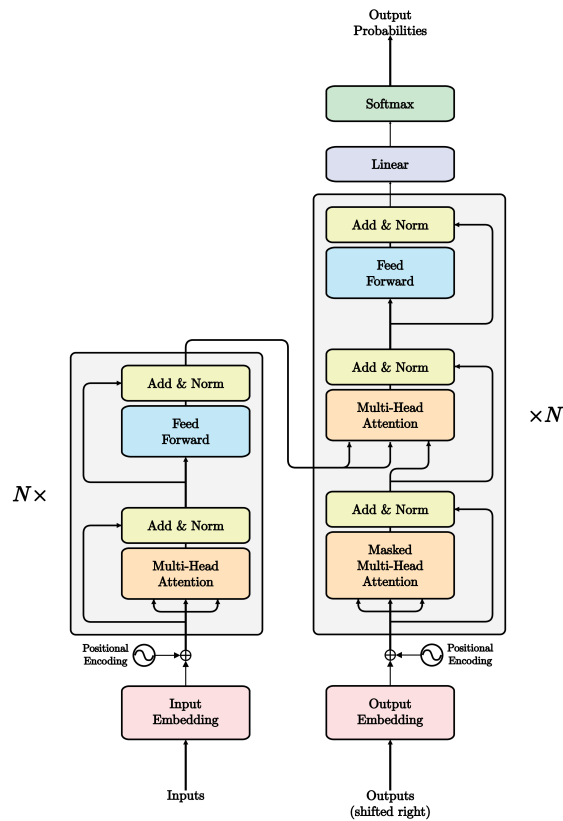 Output
Probabilities
Softmax
Linear
Add & Norm
Feed
Forward
Add & Norm
Multi-Head
Attention
Add & Norm
Masked
Multi-Head
Attention
×N
Positional
Encoding
Output
Embedding
Outputs
(shifted right)
Add & Norm
Feed
Forward
Add & Norm
Multi-Head
Attention
N×
Positional
Encoding
Input
Embedding
Inputs